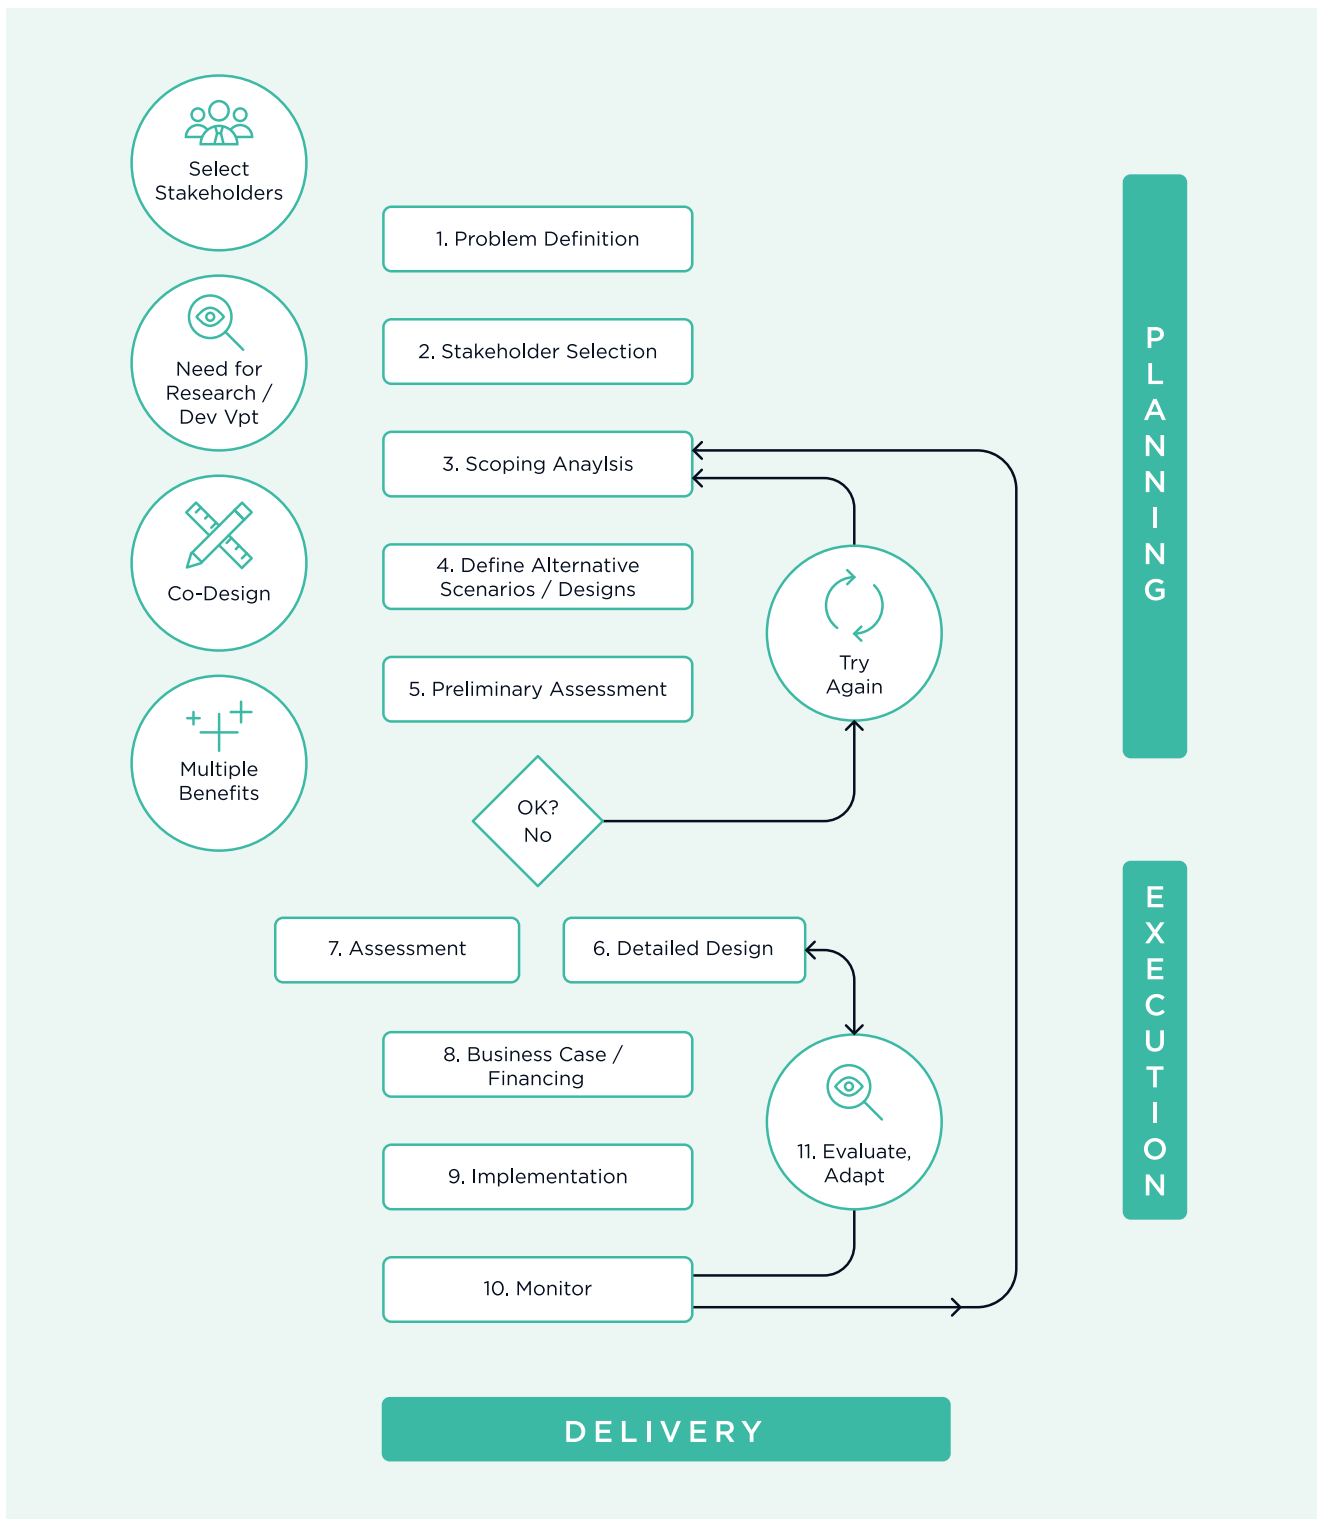 Select
Stakeholders
Need for
Research /
Dev Vpt
Co-Design
Multiple
Benefits
1. Problem Definition
2. Stakeholder Selection
3. Scoping Anaylsis
4. Define Alternative
Scenarios / Designs
5. Preliminary Assessment
Try
Again
OK?
No
7. Assessment
6. Detailed Design
8. Business Case /
Financing
9. Implementation
10. Monitor
11. Evaluate,
Adapt
PLANNING
EXECUTION
DELIVERY